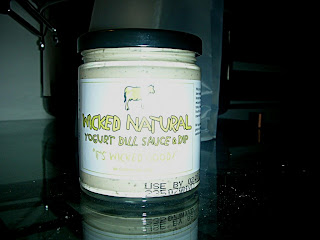 WICKED NATURAL
YOGURT DILL SAUCE & DIP
"IT'S WICKED GOOD"
USE BY